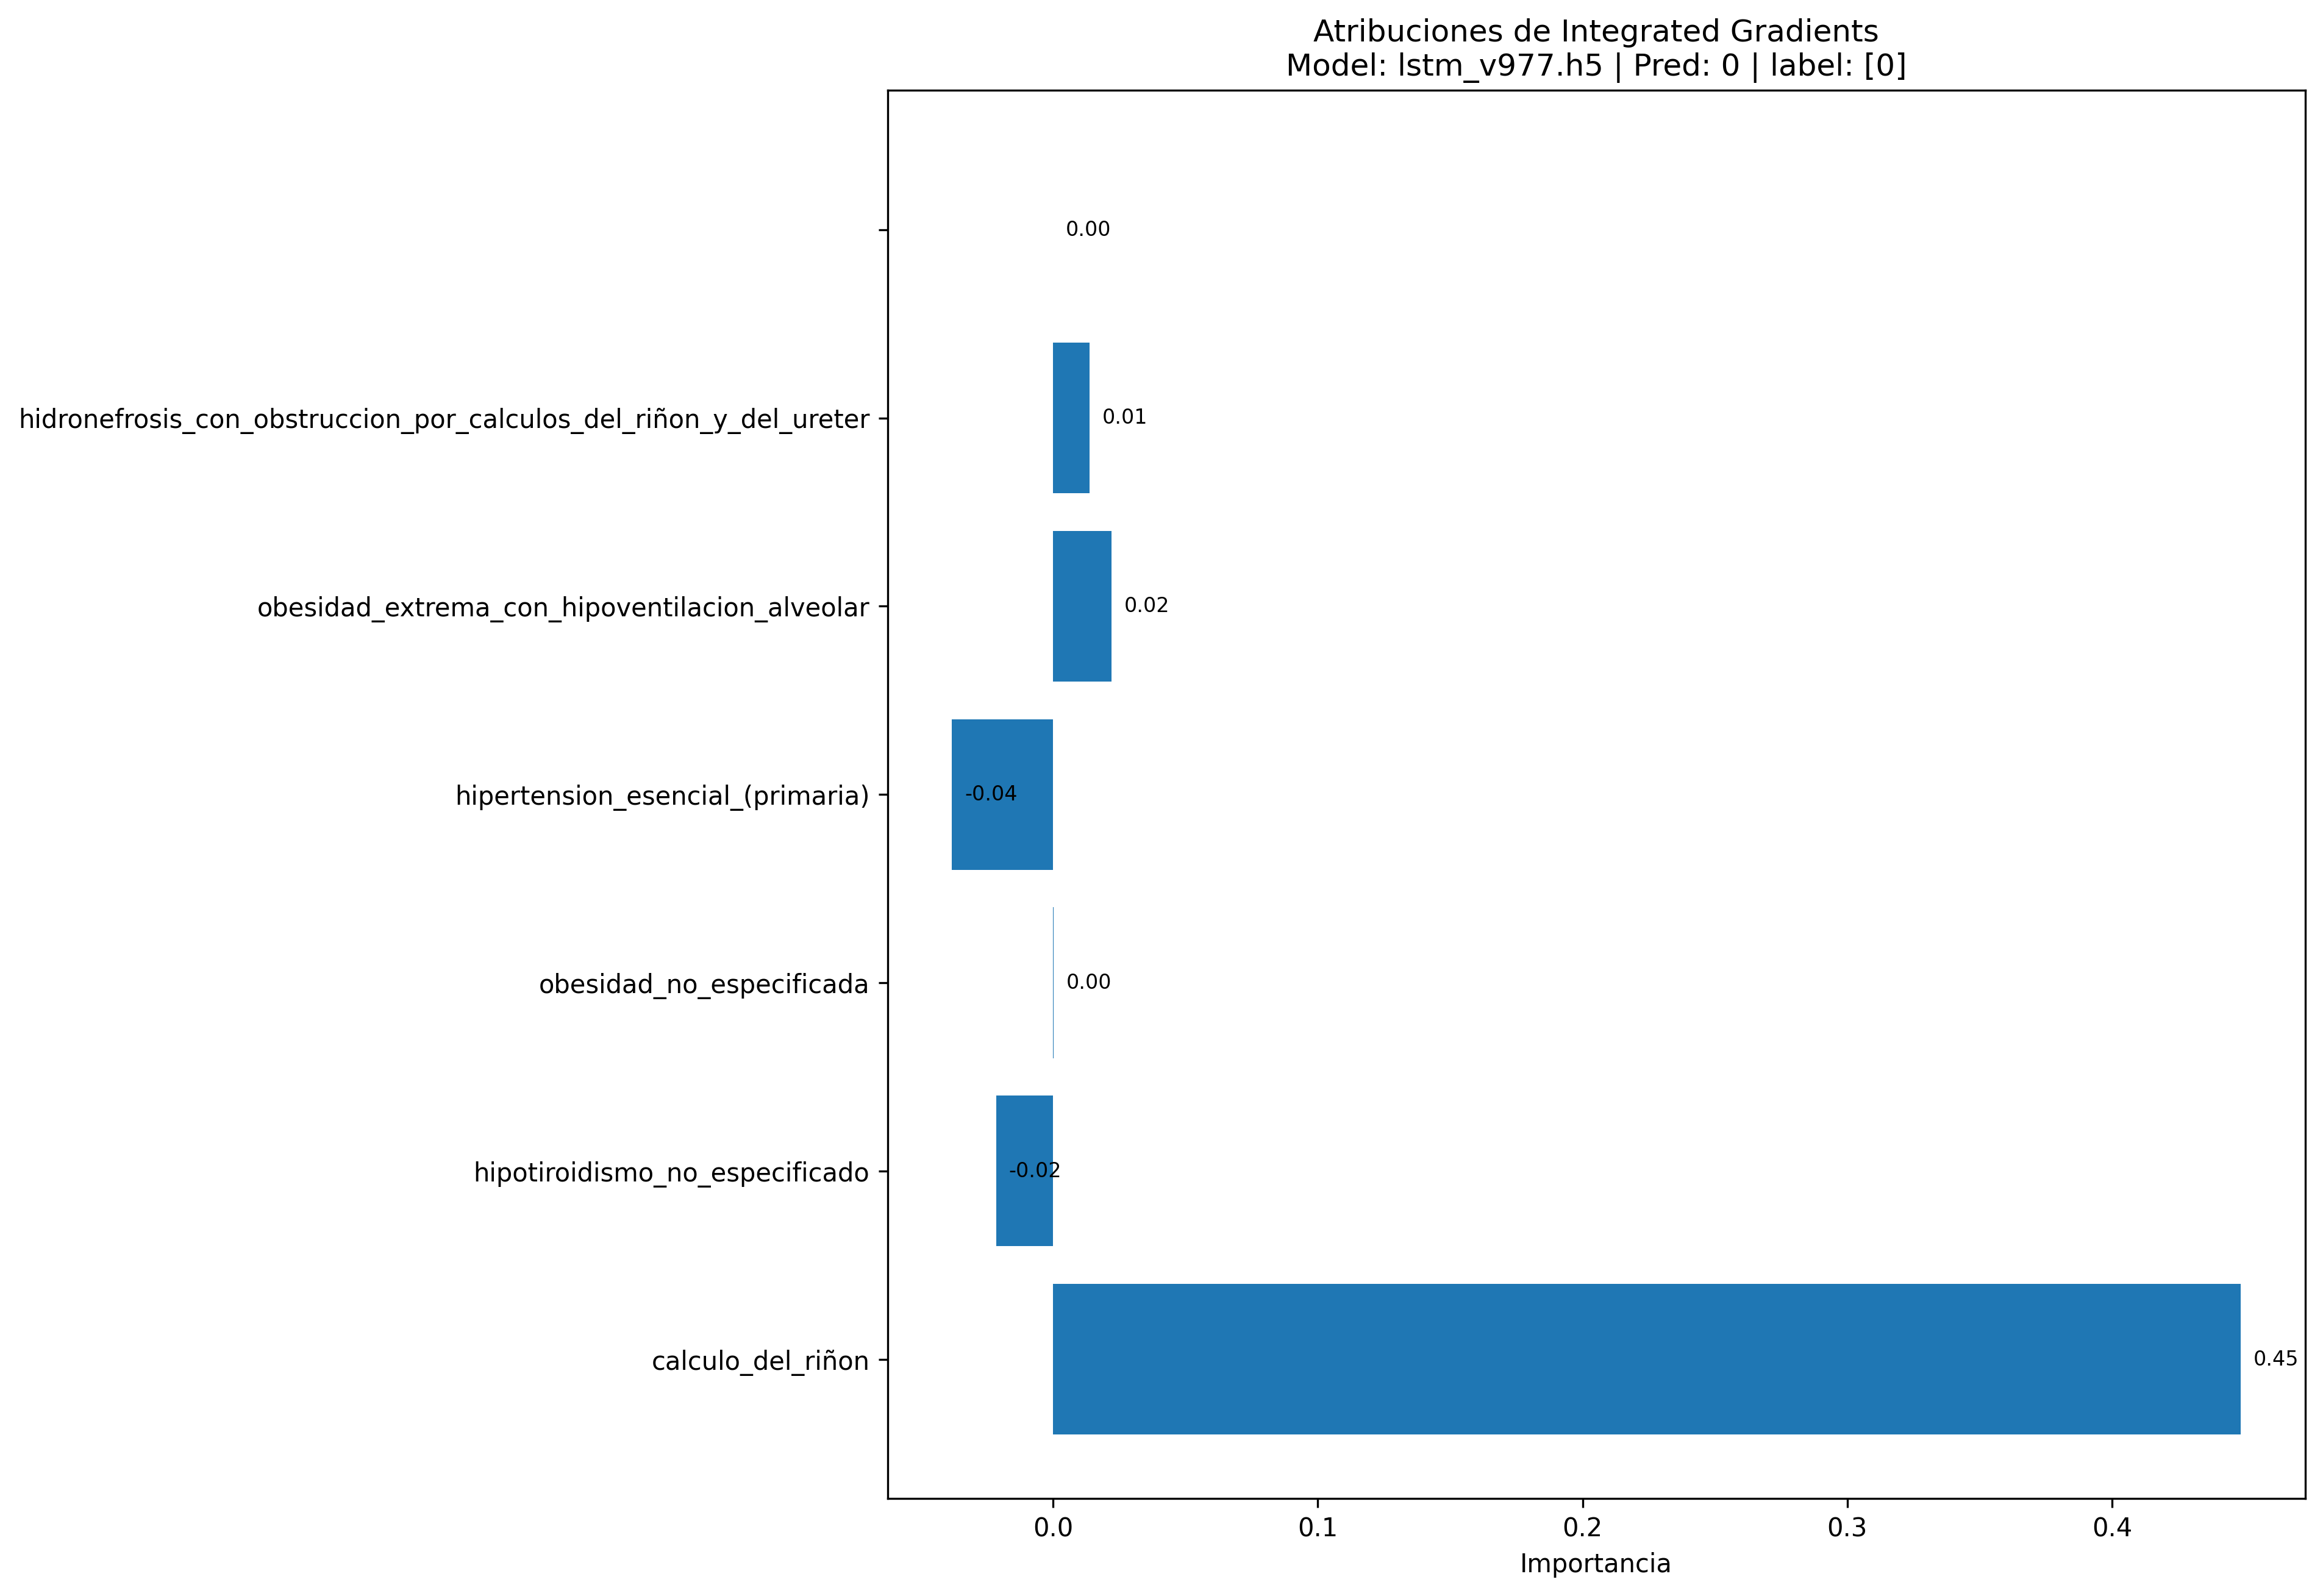 Atribuciones de Integrated Gradients
Model: lstm_v977.h5 | Pred: 0 | label: [0]
0.00
hidronefrosis_con_obstruccion_por_calculos_del_riñon_y_del_ureter
0.01
obesidad_extrema_con_hipoventilacion_alveolar
0.02
hipertension_esencial_(primaria)
-0.04
obesidad_no_especificada
0.00
hipotiroidismo_no_especificado
-0.02
calculo_del_riñon
0.45
0.0 0.1 0.2 0.3 0.4
Importancia